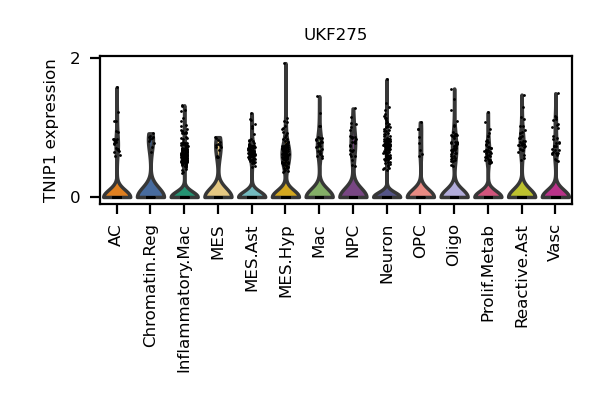 UKF275
TNIP1 expression
2
0
AC
Chromatin.Reg
Inflammatory.Mac
MES
MES.Ast
MES.Hyp
Mac
NPC
Neuron
OPC
Oligo
Prolif.Metab
Reactive.Ast
Vasc